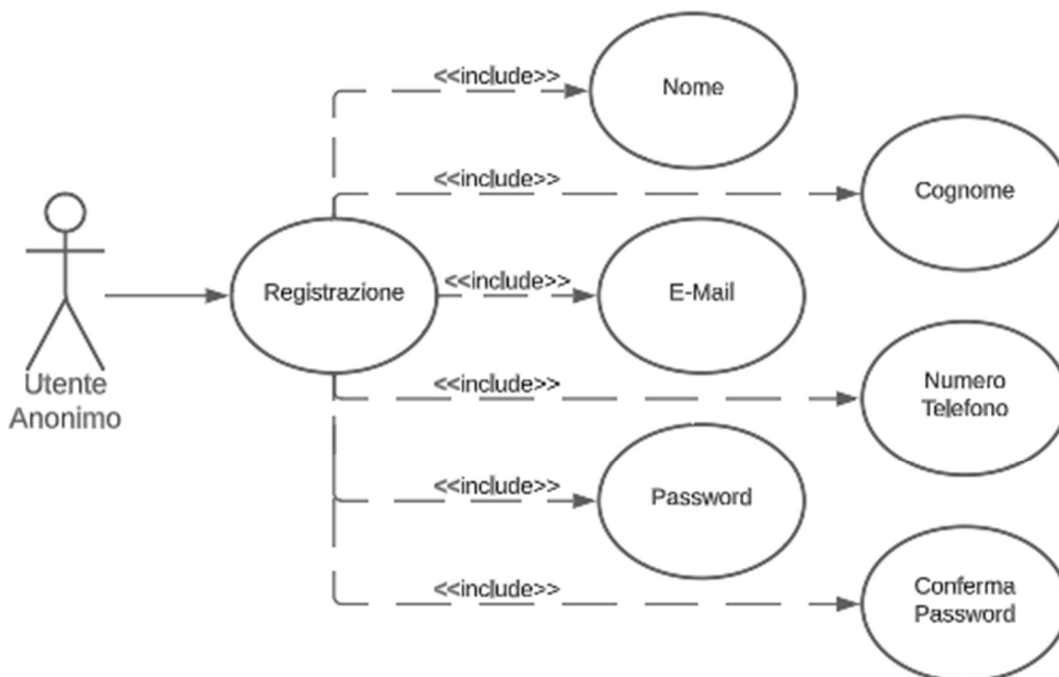 <<include>>
Nome
<<include>>
Cognome
Registrazione
<<include>>
E-Mail
Utente
Anonimo
<<include>>
Numero
Telefono
<<include>>
Password
<<include>>
Conferma
Password